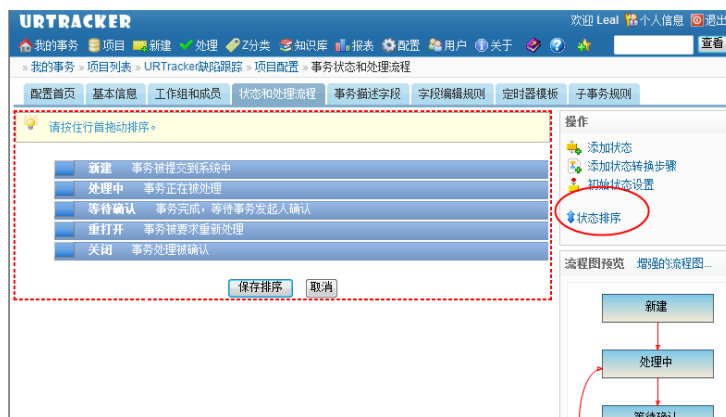 URTRACKER 欢迎 Leal 个人信息 退出
我的事务 项目 新建 处理 Z分类 知识库 报表 配置 用户 关于 查看
» 我的事务 » 项目列表 » URTracker缺陷跟踪 » 项目配置 » 事务状态和处理流程
配置首页 基本信息 工作组和成员 状态和处理流程 事务描述字段 字段编辑规则 定时器模板 子事务规则
请按住行首拖动排序。
新建 事务被提交到系统中
处理中 事务正在被处理
等待确认 事务完成，等待事务发起人确认
重打开 事务被要求重新处理
关闭 事务处理被确认
保存排序 取消
操作
添加状态
添加状态转换步骤
初始状态设置
状态排序
流程图预览 增强的流程图...
新建
处理中
等待确认